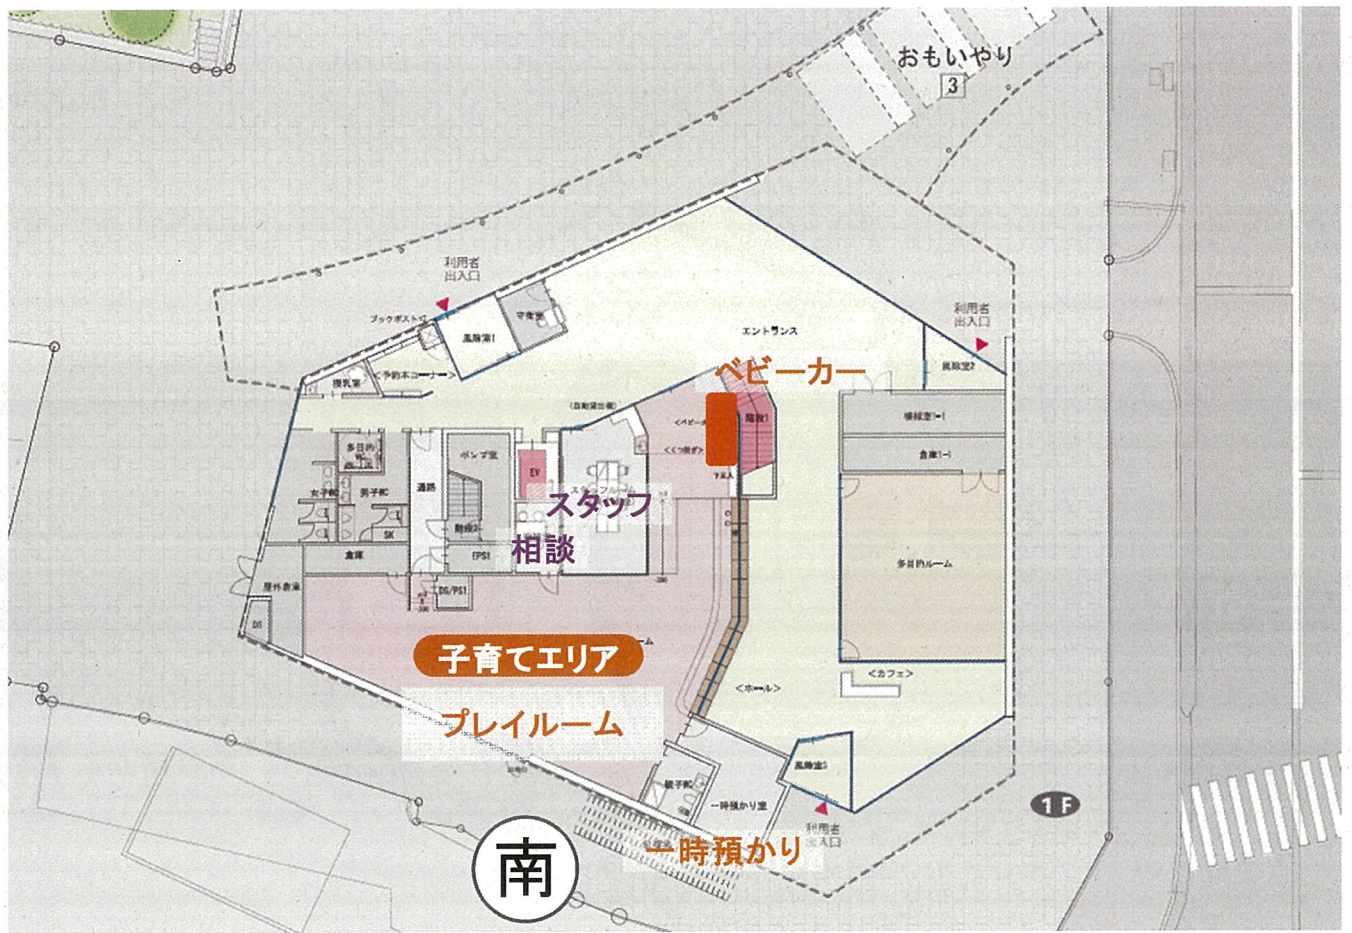 おもいやり
3
利用者
出入口
ブックポスト
風除室1
守衛室
エントランス
利用者
出入口
風除室2
<予約本コーナー>
授乳室
ベビーカー
(自動貸出機)
<ベビーカ
階段1
機械室1-1
多目的
WC
ポンプ室
<くつ脱ぎ>
倉庫1-1
女子WC
男子WC
通路
EV
下足入
スタッフ
SK
階段2
相談
倉庫
EPS1
多目的ルーム
屋外倉庫
DS/PS1
DS
子育てエリア
ーム
プレイルーム
<ホール>
<カフェ>
風除室3
親子WC
一時預かり室
利用者
出入口
1F
一時預かり
南